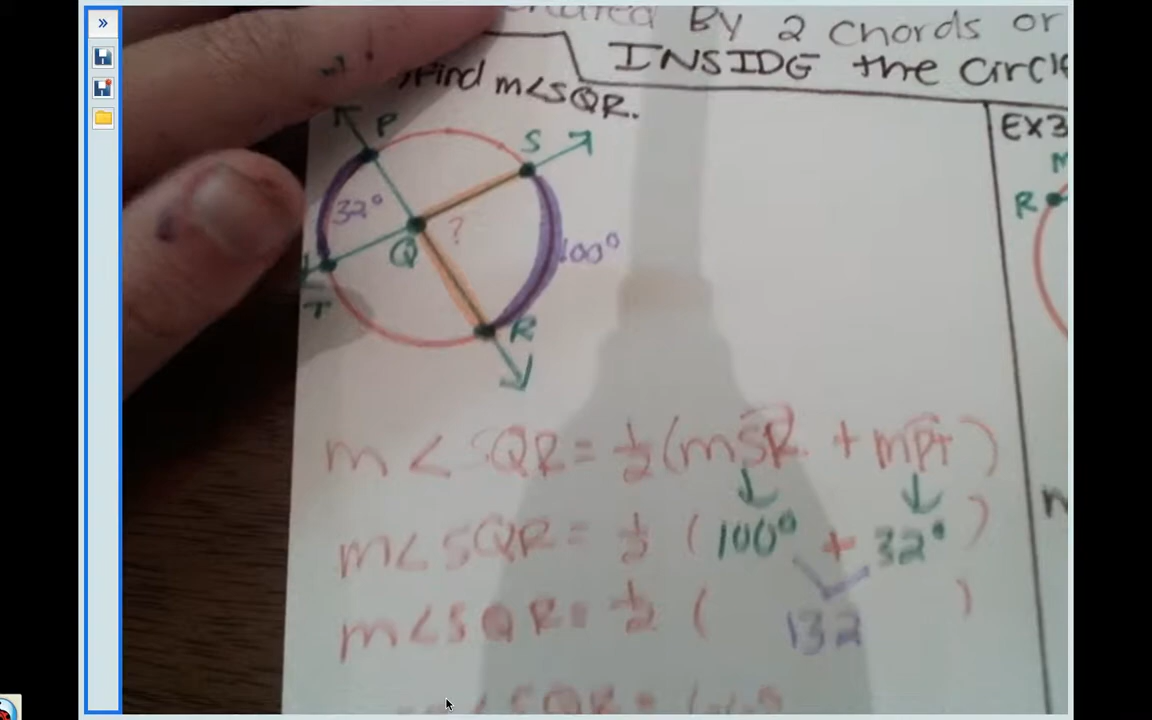 By 2 Chords or
INSIDE the Circle
Find m<SQR.
P
S
32°
Q
?
100°
T
R
EX3
M
R
m<SQR = 1/2 (mSR + mPT)
m<SQR = 1/2 (100° + 32°)
m<SQR = 1/2 (132)
<SQR =